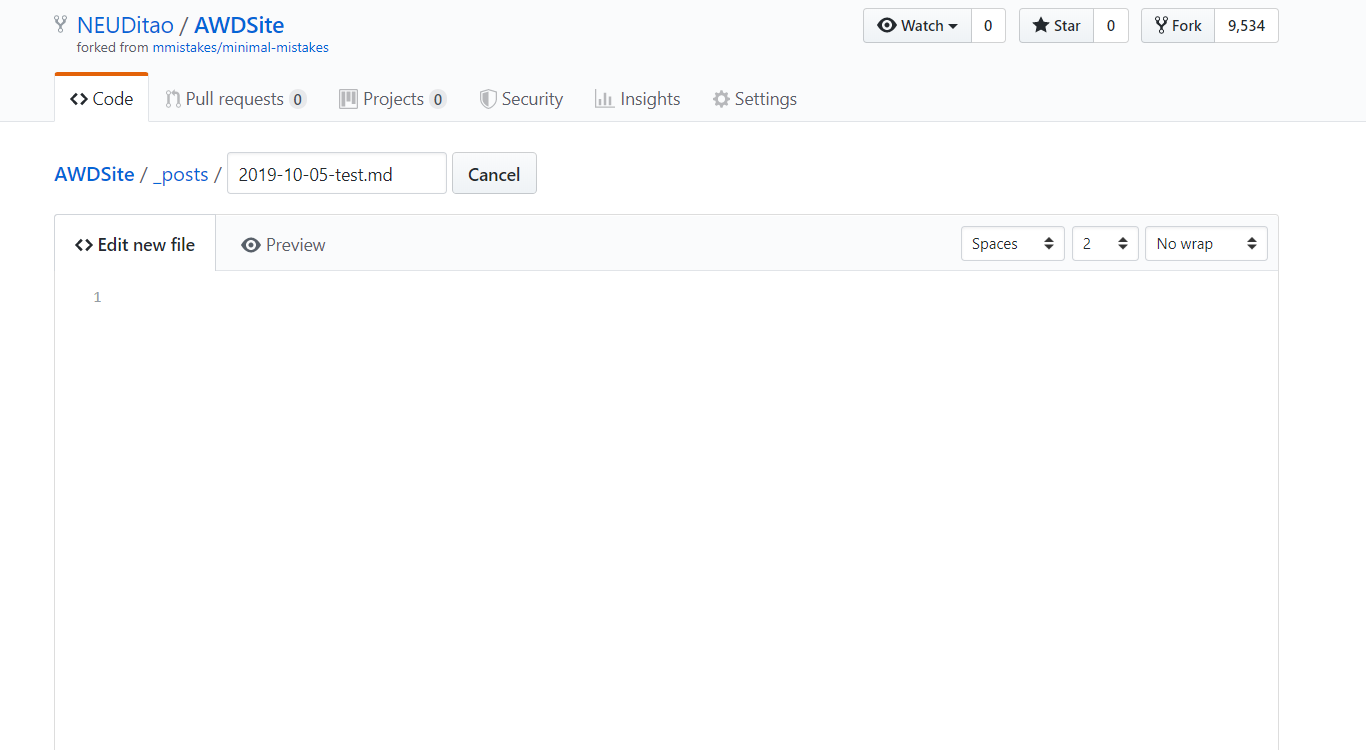 NEUDitao / AWDSite
forked from mmistakes/minimal-mistakes
Watch 0 Star 0 Fork 9,534
Code Pull requests 0 Projects 0 Security Insights Settings
AWDSite / _posts / 2019-10-05-test.md Cancel
Edit new file Preview Spaces 2 No wrap
1